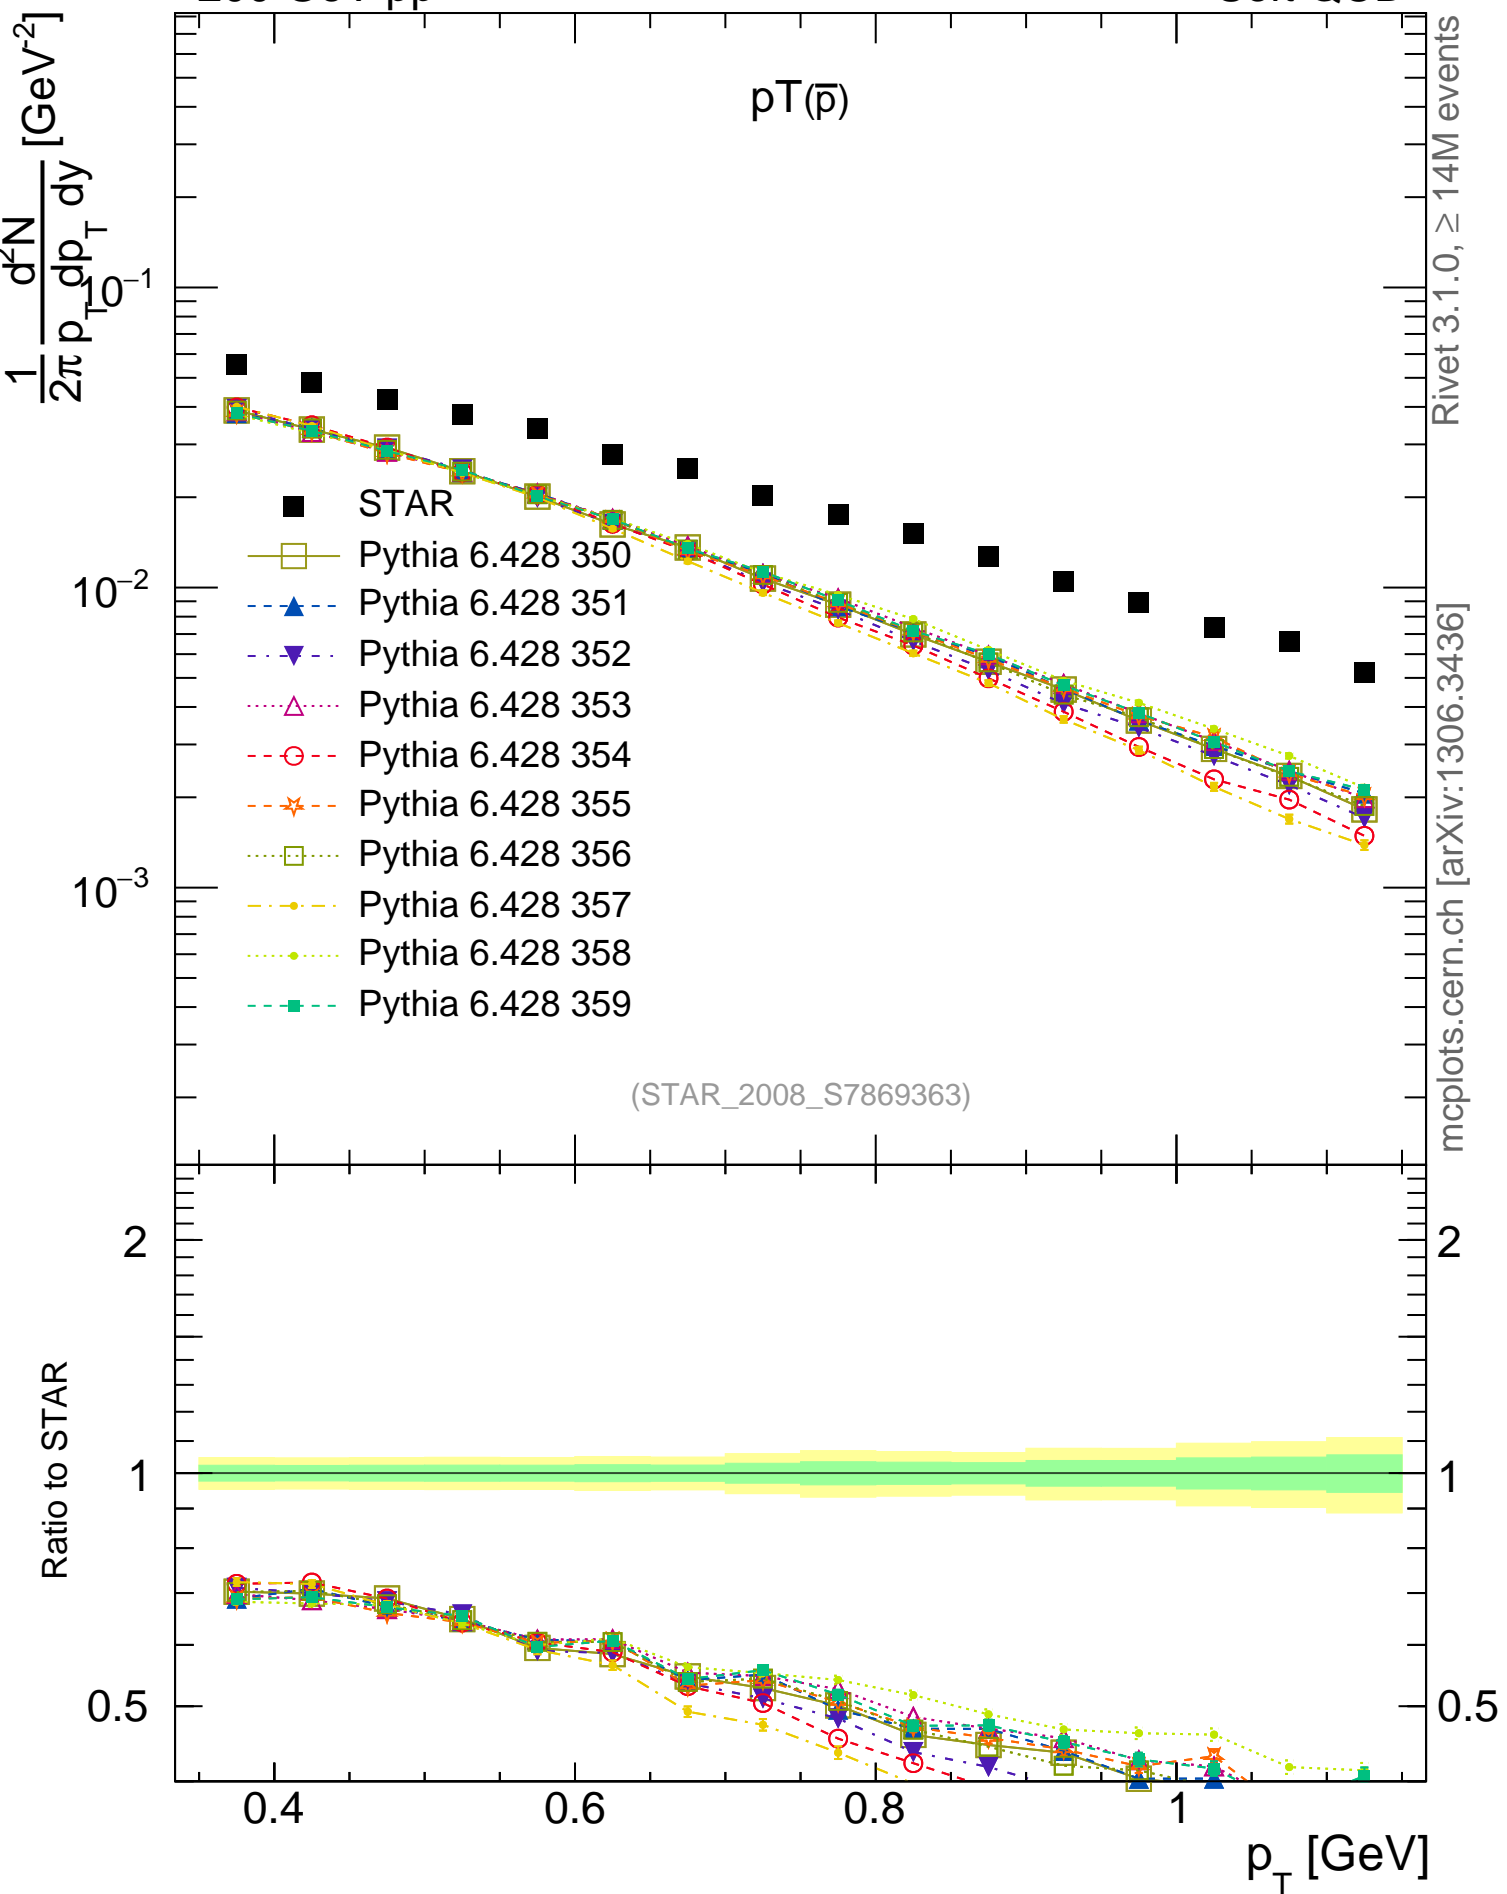 pT(p̅)
1/2π p_T d²N/dp_T dy [GeV⁻²]
10⁻¹
10⁻²
10⁻³
STAR
Pythia 6.428 350
Pythia 6.428 351
Pythia 6.428 352
Pythia 6.428 353
Pythia 6.428 354
Pythia 6.428 355
Pythia 6.428 356
Pythia 6.428 357
Pythia 6.428 358
Pythia 6.428 359
(STAR_2008_S7869363)
Rivet 3.1.0, ≥ 14M events
mcplots.cern.ch [arXiv:1306.3436]
Ratio to STAR
2
1
0.5
2
1
0.5
0.4
0.6
0.8
1
p_T [GeV]